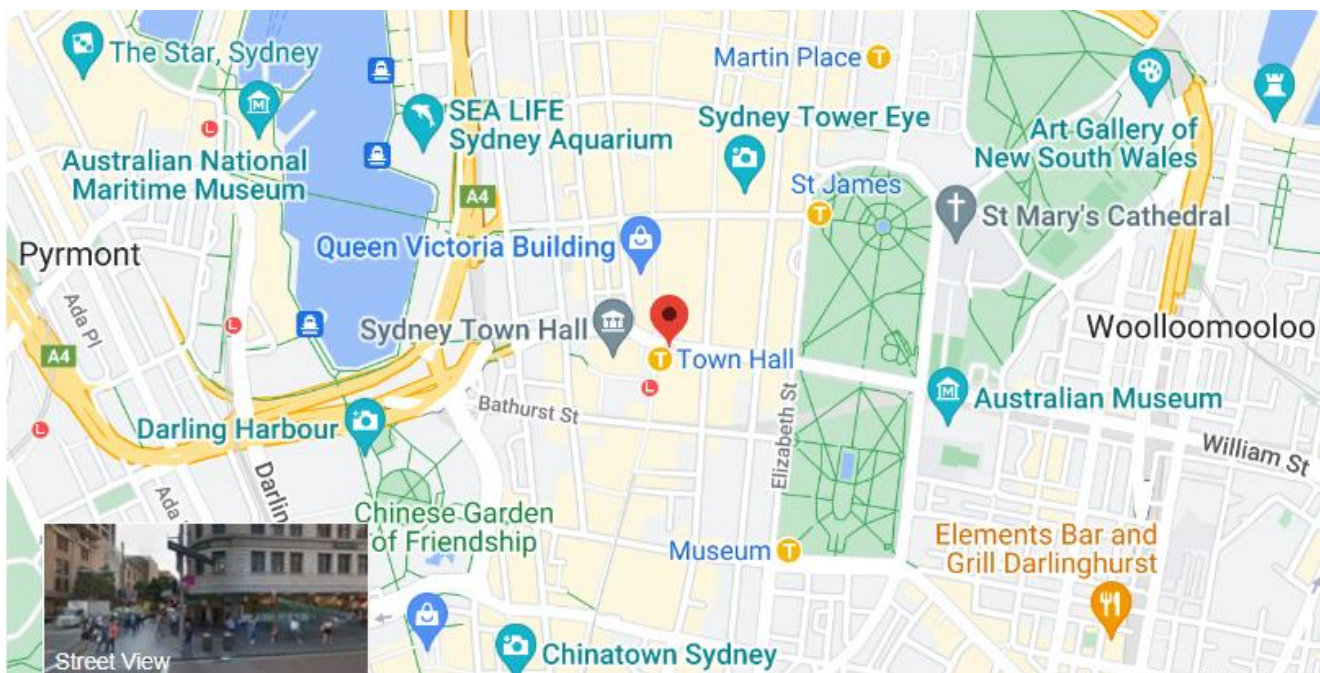 The Star, Sydney
Martin Place T
SEA LIFE
Sydney Aquarium
Sydney Tower Eye
Art Gallery of
New South Wales
M
Australian National
Maritime Museum
L
A4
St James
T
St Mary's Cathedral
Queen Victoria Building
Pyrmont
Ada Pl
Sydney Town Hall
T Town Hall
Woolloomooloo
L
A4
L
Bathurst St
Elizabeth St
M
Australian Museum
Darling Harbour
L
William St
Darlin
Ada
Chinese Garden
of Friendship
Museum T
Elements Bar and
Grill Darlinghurst
Street View
Chinatown Sydney